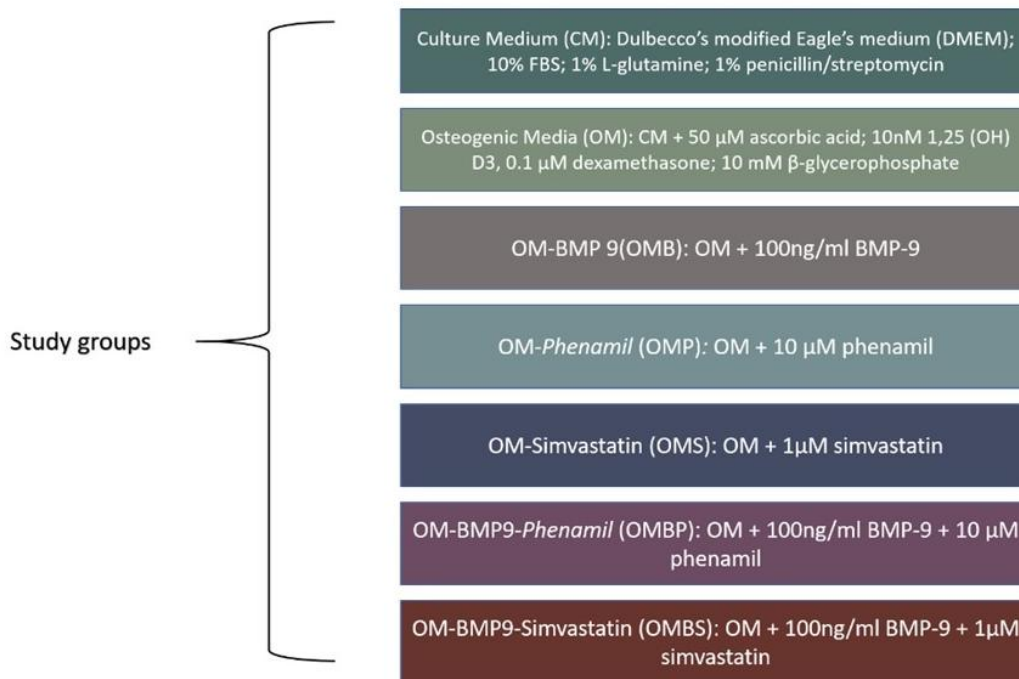 Study groups
Culture Medium (CM): Dulbecco’s modified Eagle’s medium (DMEM);
10% FBS; 1% L-glutamine; 1% penicillin/streptomycin
Osteogenic Media (OM): CM + 50 µM ascorbic acid; 10nM 1,25 (OH)
D3, 0.1 µM dexamethasone; 10 mM β-glycerophosphate
OM-BMP 9(OMB): OM + 100ng/ml BMP-9
OM-Phenamil (OMP): OM + 10 µM phenamil
OM-Simvastatin (OMS): OM + 1µM simvastatin
OM-BMP9-Phenamil (OMBP): OM + 100ng/ml BMP-9 + 10 µM
phenamil
OM-BMP9-Simvastatin (OMBS): OM + 100ng/ml BMP-9 + 1µM
simvastatin